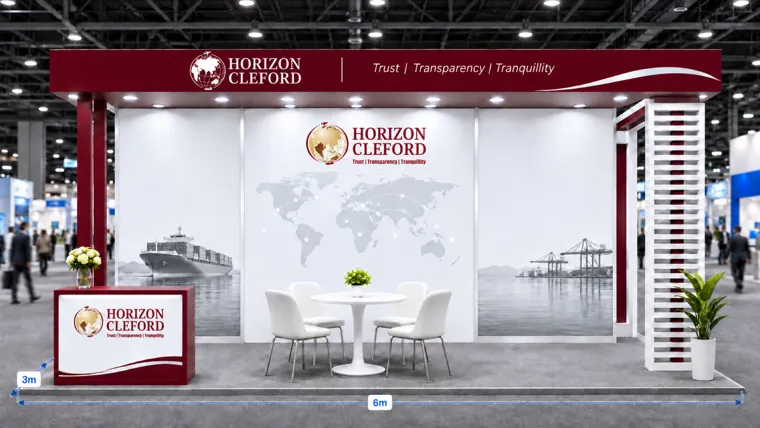 HORIZON
CLEFORD
Trust | Transparency | Tranquillity
HORIZON
CLEFORD
Trust | Transparency | Tranquillity
HORIZON
CLEFORD
Trust | Transparency | Tranquillity
3m
6m